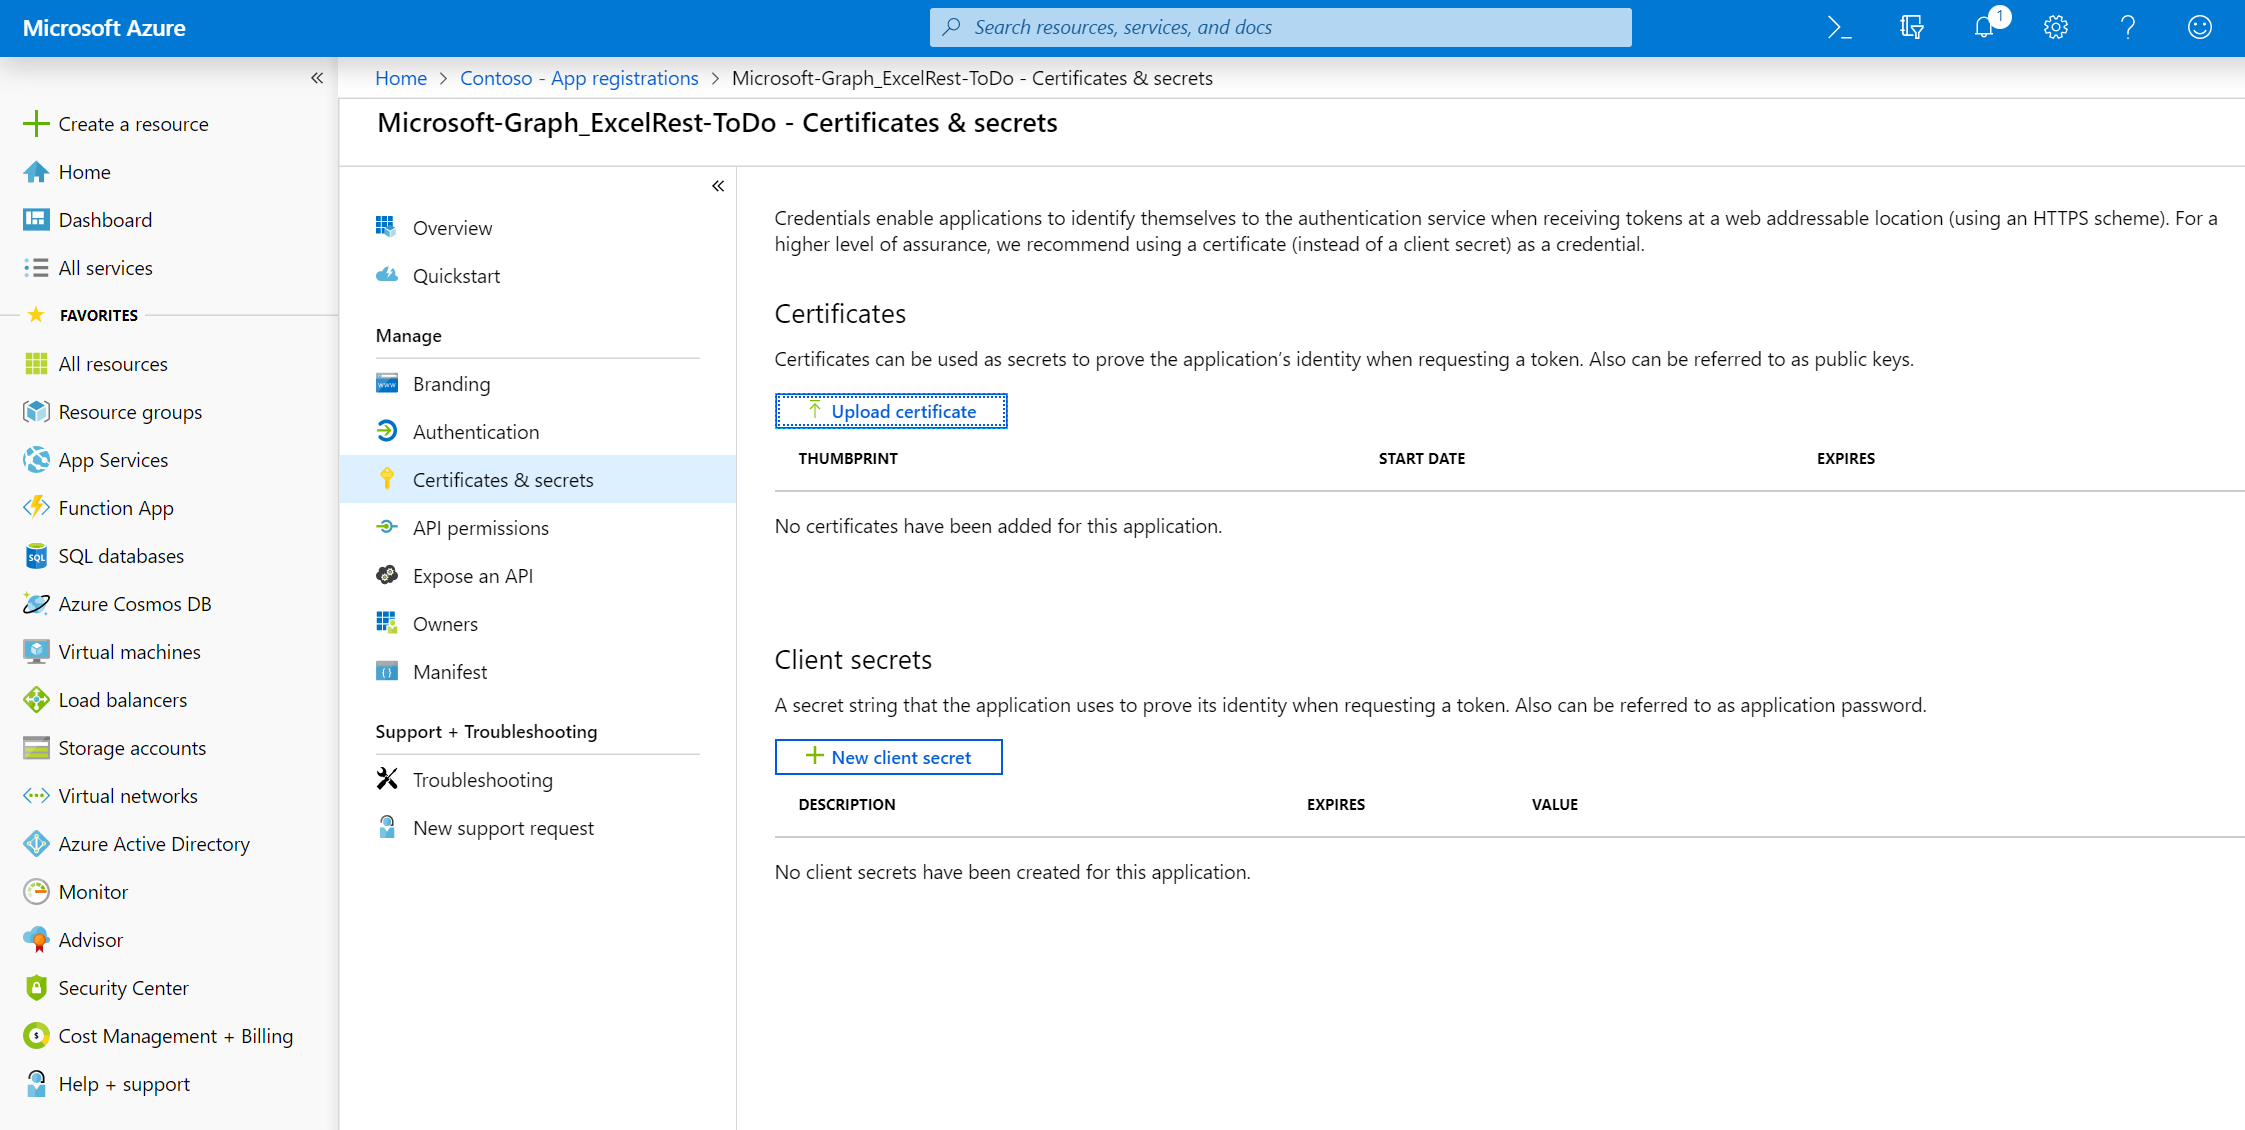 Microsoft Azure
Search resources, services, and docs
1
Home > Contoso - App registrations > Microsoft-Graph_ExcelRest-ToDo - Certificates & secrets
Microsoft-Graph_ExcelRest-ToDo - Certificates & secrets
Create a resource
Home
Dashboard
All services
FAVORITES
All resources
Resource groups
App Services
Function App
SQL
SQL databases
Azure Cosmos DB
Virtual machines
Load balancers
Storage accounts
Virtual networks
Azure Active Directory
Monitor
Advisor
Security Center
Cost Management + Billing
Help + support
Overview
Quickstart
Manage
www
Branding
Authentication
Certificates & secrets
API permissions
Expose an API
Owners
Manifest
Support + Troubleshooting
Troubleshooting
New support request
Credentials enable applications to identify themselves to the authentication service when receiving tokens at a web addressable location (using an HTTPS scheme). For a
higher level of assurance, we recommend using a certificate (instead of a client secret) as a credential.
Certificates
Certificates can be used as secrets to prove the application’s identity when requesting a token. Also can be referred to as public keys.
Upload certificate
THUMBPRINT START DATE EXPIRES
No certificates have been added for this application.
Client secrets
A secret string that the application uses to prove its identity when requesting a token. Also can be referred to as application password.
New client secret
DESCRIPTION EXPIRES VALUE
No client secrets have been created for this application.